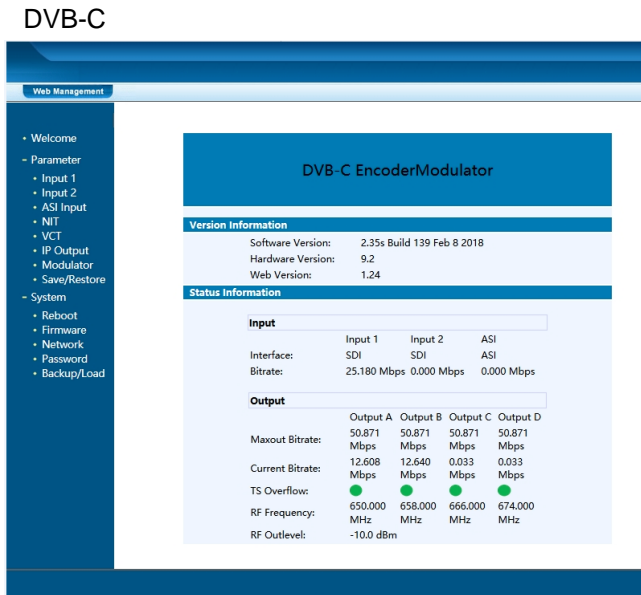 DVB-C
Web Management
• Welcome
- Parameter
• Input 1
• Input 2
• ASI Input
• NIT
• VCT
• IP Output
• Modulator
• Save/Restore
- System
• Reboot
• Firmware
• Network
• Password
• Backup/Load
DVB-C EncoderModulator
Version Information
Software Version: 2.35s Build 139 Feb 8 2018
Hardware Version: 9.2
Web Version: 1.24
Status Information
Input
Input 1 Input 2 ASI
Interface: SDI SDI ASI
Bitrate: 25.180 Mbps 0.000 Mbps 0.000 Mbps
Output
Output A Output B Output C Output D
Maxout Bitrate: 50.871 Mbps 50.871 Mbps 50.871 Mbps 50.871 Mbps
Current Bitrate: 12.608 Mbps 12.640 Mbps 0.033 Mbps 0.033 Mbps
TS Overflow:
RF Frequency: 650.000 MHz 658.000 MHz 666.000 MHz 674.000 MHz
RF Outlevel: -10.0 dBm